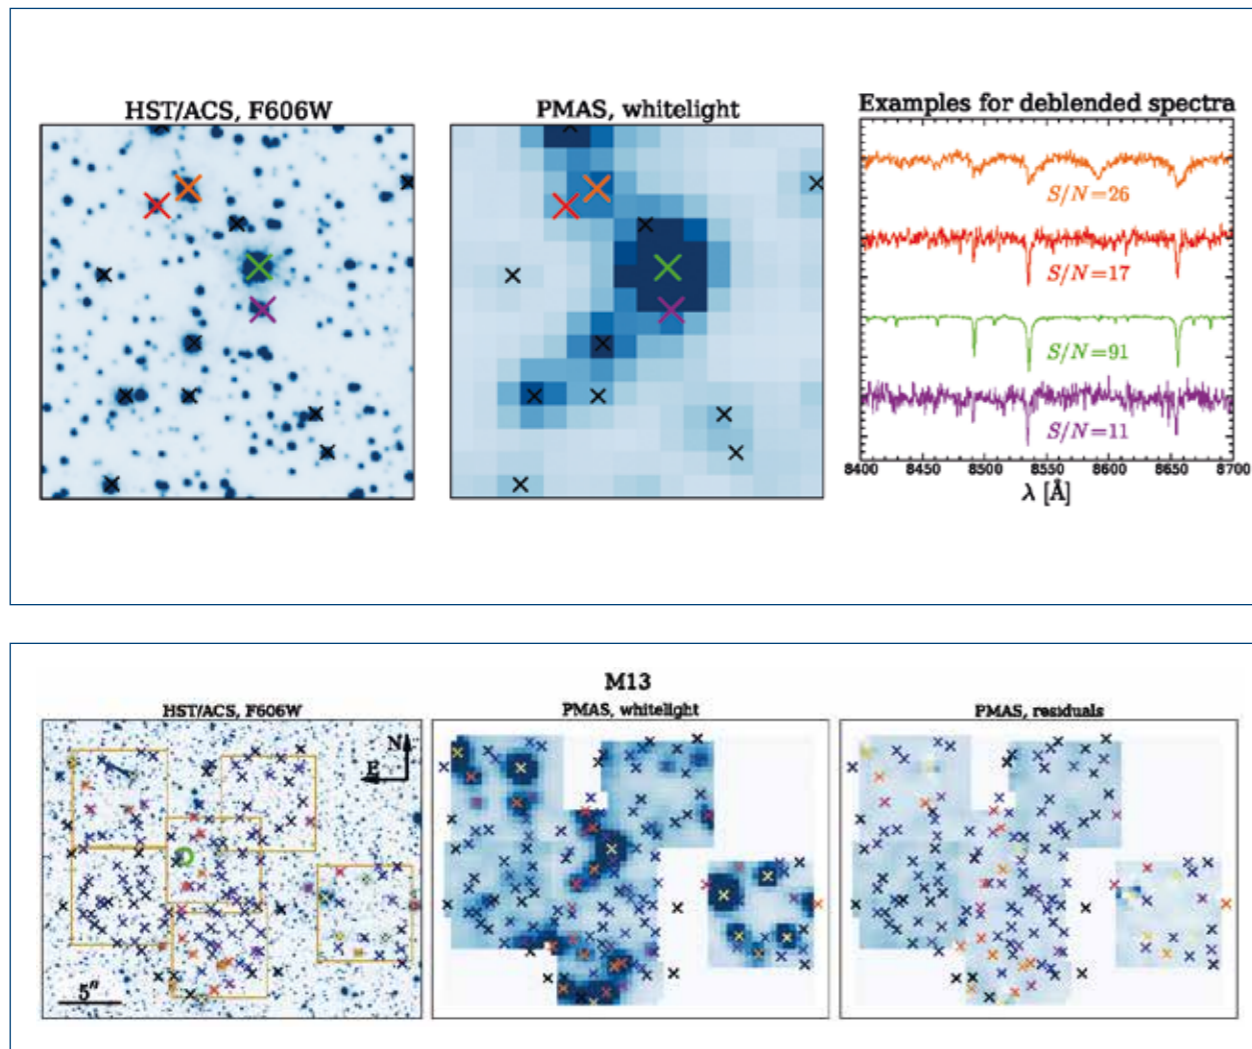 HST/ACS, F606W
PMAS, whitelight
Examples for deblended spectra
S/N=26
S/N=17
S/N=91
S/N=11
8400 8450 8500 8550 8600 8650 8700
λ [Å]
M13
HST/ACS, F606W
PMAS, whitelight
PMAS, residuals
N
E
5"